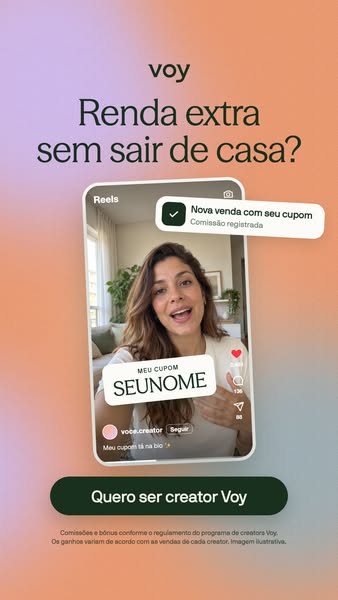 voy
Renda extra
sem sair de casa?
Reels
Nova venda com seu cupom
Comissão registrada
MEU CUPOM
SEUNOME
136
88
voce.creator Seguir
Meu cupom tá na bio ✨
Quero ser creator Voy
Comissões e bônus conforme o regulamento do programa de creators Voy.
Os ganhos variam de acordo com as vendas de cada creator. Imagem ilustrativa.